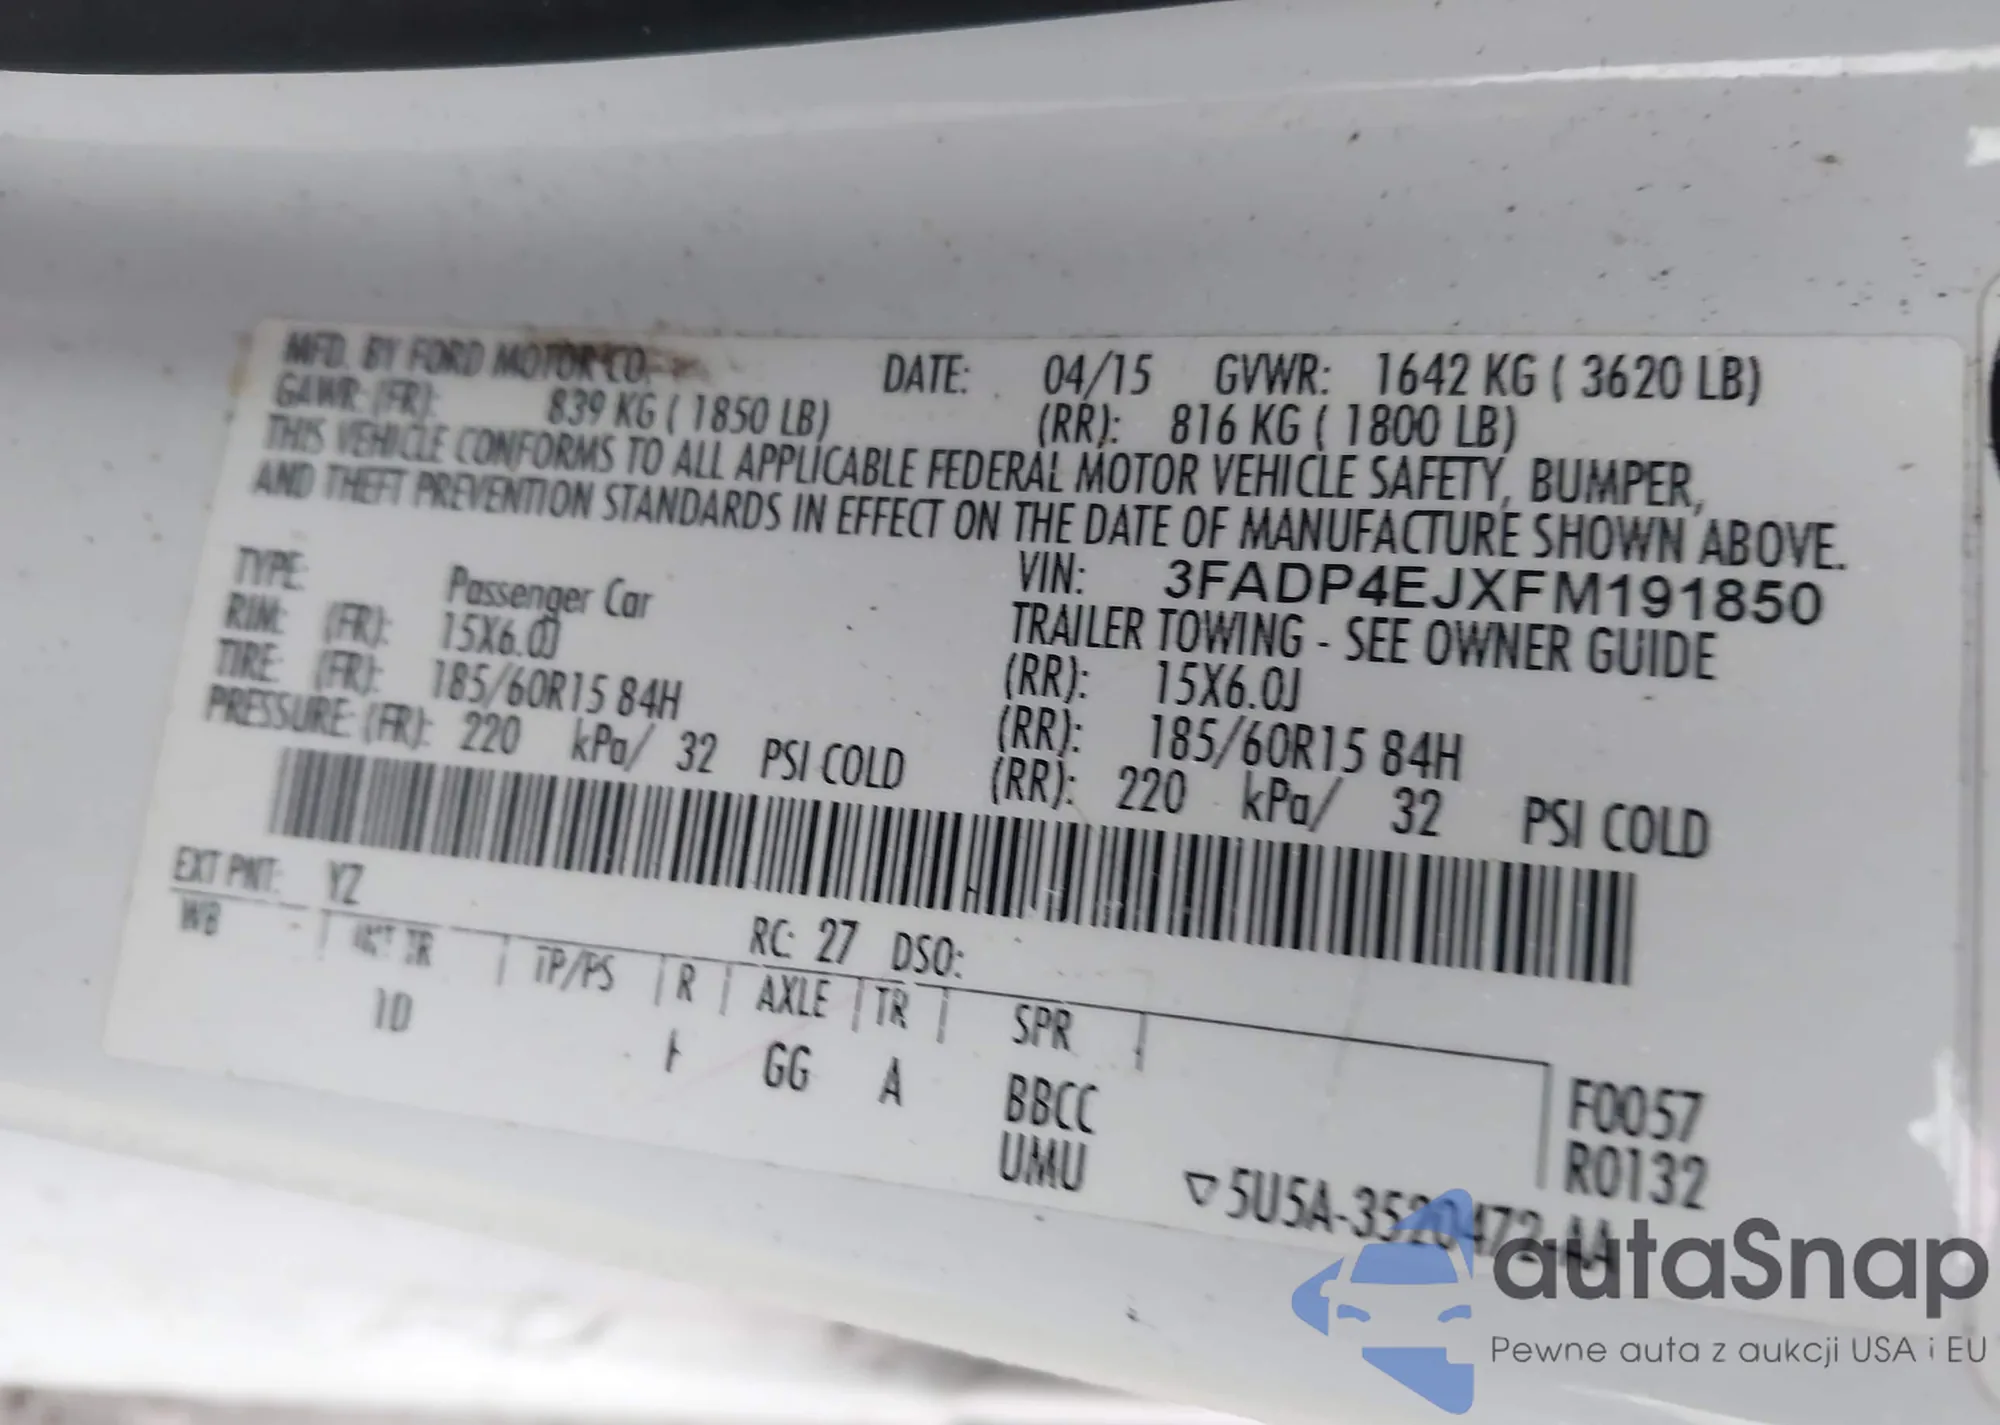 MFD. BY FORD MOTOR CO. DATE: 04/15 GVWR: 1642 KG ( 3620 LB)
GAWR: (FR): 839 KG ( 1850 LB) (RR): 816 KG ( 1800 LB)
THIS VEHICLE CONFORMS TO ALL APPLICABLE FEDERAL MOTOR VEHICLE SAFETY, BUMPER,
AND THEFT PREVENTION STANDARDS IN EFFECT ON THE DATE OF MANUFACTURE SHOWN ABOVE.
VIN: 3FADP4EJXFM191850
TYPE: Passenger Car TRAILER TOWING - SEE OWNER GUIDE
RIM: (FR): 15X6.0J (RR): 15X6.0J
TIRE: (FR): 185/60R15 84H (RR): 185/60R15 84H
PRESSURE: (FR): 220 kPa/ 32 PSI COLD (RR): 220 kPa/ 32 PSI COLD
EXT PNT: YZ RC: 27 DSO:
WB INT TR TP/PS R AXLE TR SPR
1D GG A BBCC F0057
UMU R0132
▽5U5A-3520472-AA
autaSnap
Pewne auta z aukcji USA i EU